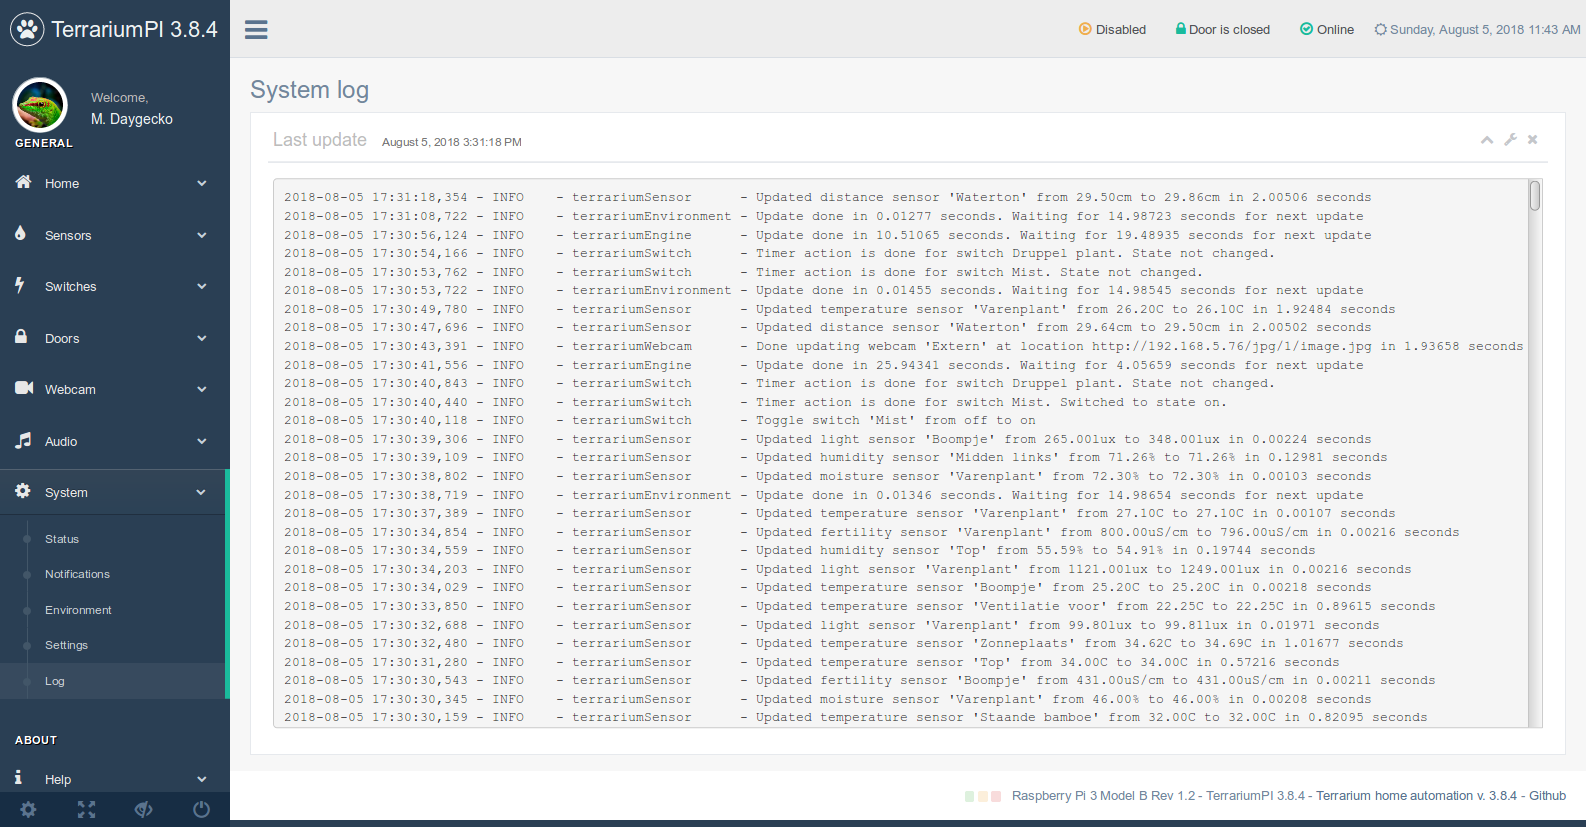 TerrariumPI 3.8.4
Disabled
Door is closed
Online
Sunday, August 5, 2018 11:43 AM
Welcome,
M. Daygecko
GENERAL
Home
Sensors
Switches
Doors
Webcam
Audio
System
Status
Notifications
Environment
Settings
Log
ABOUT
Help
System log
Last update August 5, 2018 3:31:18 PM
2018-08-05 17:31:18,354 - INFO - terrariumSensor - Updated distance sensor 'Waterton' from 29.50cm to 29.86cm in 2.00506 seconds
2018-08-05 17:31:08,722 - INFO - terrariumEnvironment - Update done in 0.01277 seconds. Waiting for 14.98723 seconds for next update
2018-08-05 17:30:56,124 - INFO - terrariumEngine - Update done in 10.51065 seconds. Waiting for 19.48935 seconds for next update
2018-08-05 17:30:54,166 - INFO - terrariumSwitch - Timer action is done for switch Druppel plant. State not changed.
2018-08-05 17:30:53,762 - INFO - terrariumSwitch - Timer action is done for switch Mist. State not changed.
2018-08-05 17:30:53,722 - INFO - terrariumEnvironment - Update done in 0.01455 seconds. Waiting for 14.98545 seconds for next update
2018-08-05 17:30:49,780 - INFO - terrariumSensor - Updated temperature sensor 'Varenplant' from 26.20C to 26.10C in 1.92484 seconds
2018-08-05 17:30:47,696 - INFO - terrariumSensor - Updated distance sensor 'Waterton' from 29.64cm to 29.50cm in 2.00502 seconds
2018-08-05 17:30:43,391 - INFO - terrariumWebcam - Done updating webcam 'Extern' at location http://192.168.5.76/jpg/1/image.jpg in 1.93658 seconds
2018-08-05 17:30:41,556 - INFO - terrariumEngine - Update done in 25.94341 seconds. Waiting for 4.05659 seconds for next update
2018-08-05 17:30:40,843 - INFO - terrariumSwitch - Timer action is done for switch Druppel plant. State not changed.
2018-08-05 17:30:40,440 - INFO - terrariumSwitch - Timer action is done for switch Mist. Switched to state on.
2018-08-05 17:30:40,118 - INFO - terrariumSwitch - Toggle switch 'Mist' from off to on
2018-08-05 17:30:39,306 - INFO - terrariumSensor - Updated light sensor 'Boompje' from 265.00lux to 348.00lux in 0.00224 seconds
2018-08-05 17:30:39,109 - INFO - terrariumSensor - Updated humidity sensor 'Midden links' from 71.26% to 71.26% in 0.12981 seconds
2018-08-05 17:30:38,802 - INFO - terrariumSensor - Updated moisture sensor 'Varenplant' from 72.30% to 72.30% in 0.00103 seconds
2018-08-05 17:30:38,719 - INFO - terrariumEnvironment - Update done in 0.01346 seconds. Waiting for 14.98654 seconds for next update
2018-08-05 17:30:37,389 - INFO - terrariumSensor - Updated temperature sensor 'Varenplant' from 27.10C to 27.10C in 0.00107 seconds
2018-08-05 17:30:34,854 - INFO - terrariumSensor - Updated fertility sensor 'Varenplant' from 800.00uS/cm to 796.00uS/cm in 0.00216 seconds
2018-08-05 17:30:34,559 - INFO - terrariumSensor - Updated humidity sensor 'Top' from 55.59% to 54.91% in 0.19744 seconds
2018-08-05 17:30:34,203 - INFO - terrariumSensor - Updated light sensor 'Varenplant' from 1121.00lux to 1249.00lux in 0.00216 seconds
2018-08-05 17:30:34,029 - INFO - terrariumSensor - Updated temperature sensor 'Boompje' from 25.20C to 25.20C in 0.00218 seconds
2018-08-05 17:30:33,850 - INFO - terrariumSensor - Updated temperature sensor 'Ventilatie voor' from 22.25C to 22.25C in 0.89615 seconds
2018-08-05 17:30:32,688 - INFO - terrariumSensor - Updated light sensor 'Varenplant' from 99.80lux to 99.81lux in 0.01971 seconds
2018-08-05 17:30:32,480 - INFO - terrariumSensor - Updated temperature sensor 'Zonneplaats' from 34.62C to 34.69C in 1.01677 seconds
2018-08-05 17:30:31,280 - INFO - terrariumSensor - Updated temperature sensor 'Top' from 34.00C to 34.00C in 0.57216 seconds
2018-08-05 17:30:30,543 - INFO - terrariumSensor - Updated fertility sensor 'Boompje' from 431.00uS/cm to 431.00uS/cm in 0.00211 seconds
2018-08-05 17:30:30,345 - INFO - terrariumSensor - Updated moisture sensor 'Varenplant' from 46.00% to 46.00% in 0.00208 seconds
2018-08-05 17:30:30,159 - INFO - terrariumSensor - Updated temperature sensor 'Staande bamboe' from 32.00C to 32.00C in 0.82095 seconds
Raspberry Pi 3 Model B Rev 1.2 - TerrariumPI 3.8.4 - Terrarium home automation v. 3.8.4 - Github